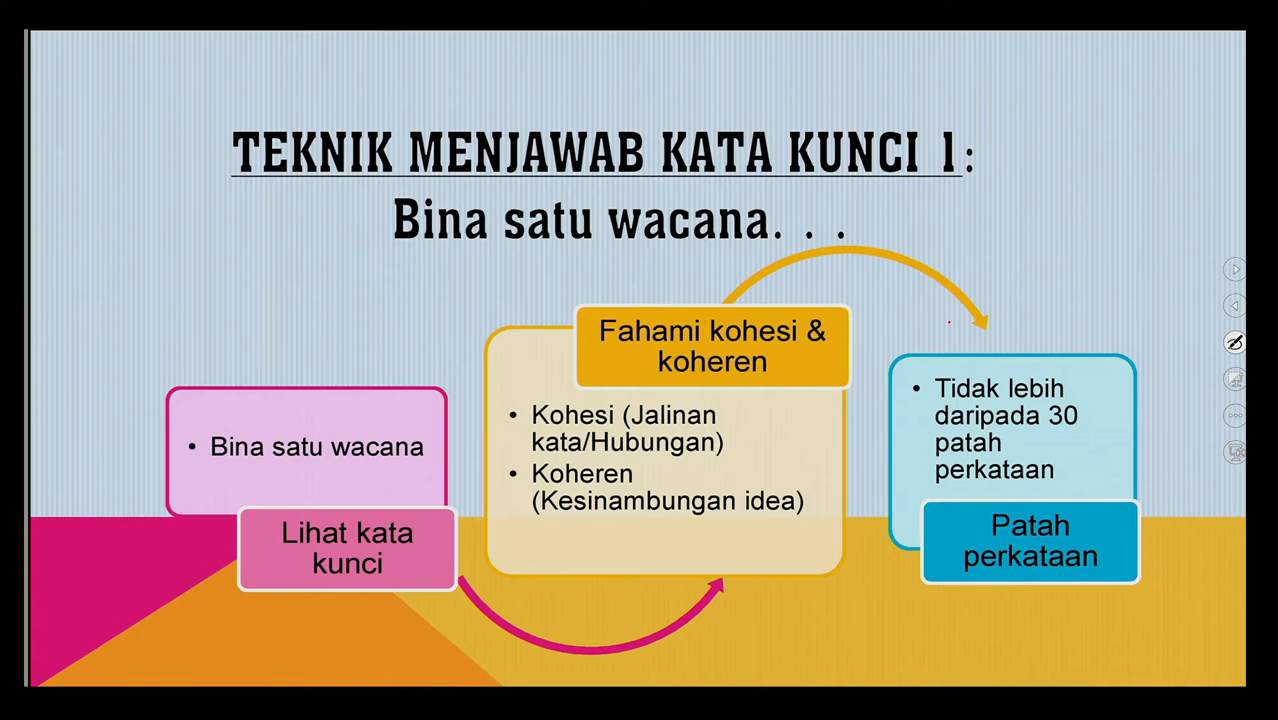 TEKNIK MENJAWAB KATA KUNCI 1:
Bina satu wacana. . .
• Bina satu wacana
Lihat kata
kunci
Fahami kohesi &
koheren
• Kohesi (Jalinan
kata/Hubungan)
• Koheren
(Kesinambungan idea)
• Tidak lebih
daripada 30
patah
perkataan
Patah
perkataan